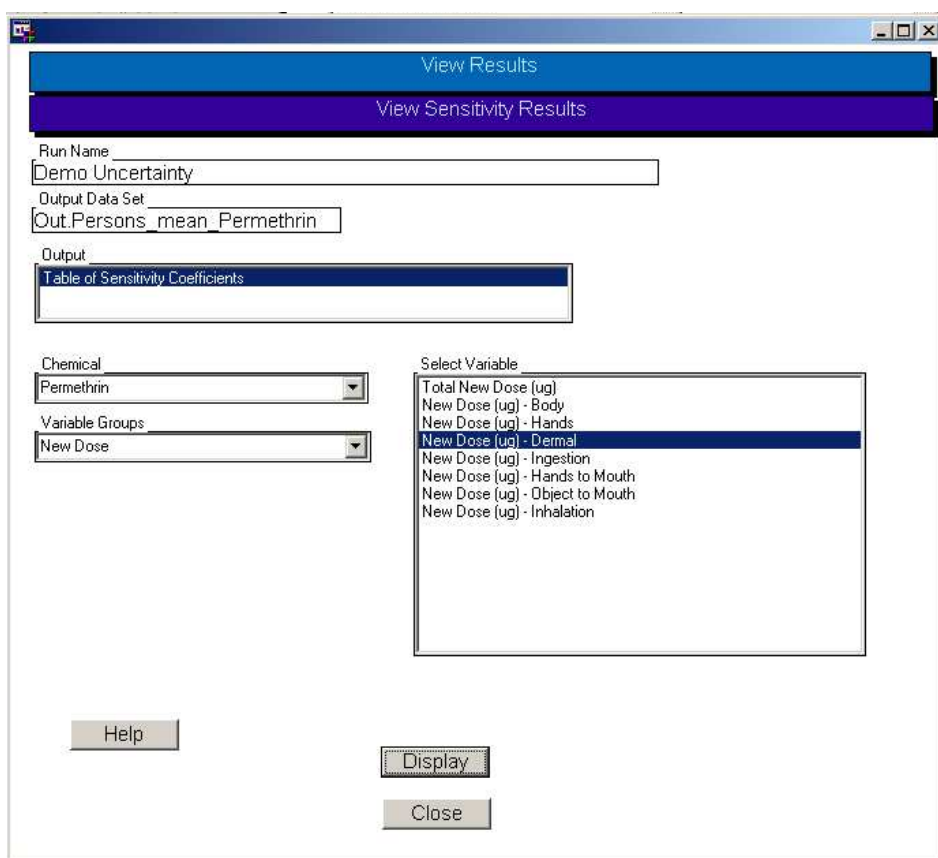 View Results
View Sensitivity Results
Run Name
Demo Uncertainty
Output Data Set
Out.Persons_mean_Permethrin
Output
Table of Sensitivity Coefficients
Chemical
Permethrin
Variable Groups
New Dose
Select Variable
Total New Dose (ug)
New Dose (ug) - Body
New Dose (ug) - Hands
New Dose (ug) - Dermal
New Dose (ug) - Ingestion
New Dose (ug) - Hands to Mouth
New Dose (ug) - Object to Mouth
New Dose (ug) - Inhalation
Help
Display
Close